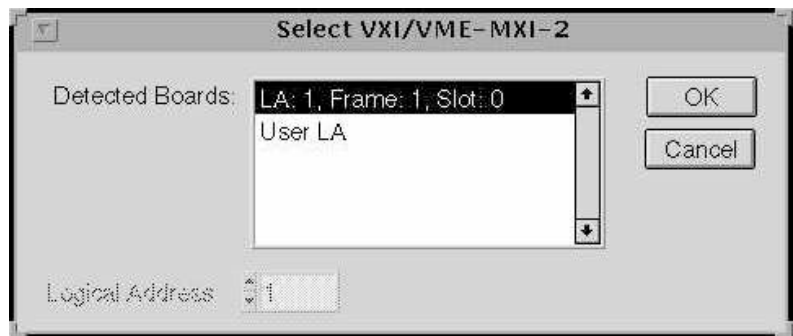 Select VXI/VME-MXI-2
Detected Boards:
LA: 1, Frame: 1, Slot: 0
User LA
OK
Cancel
Logical Address
1